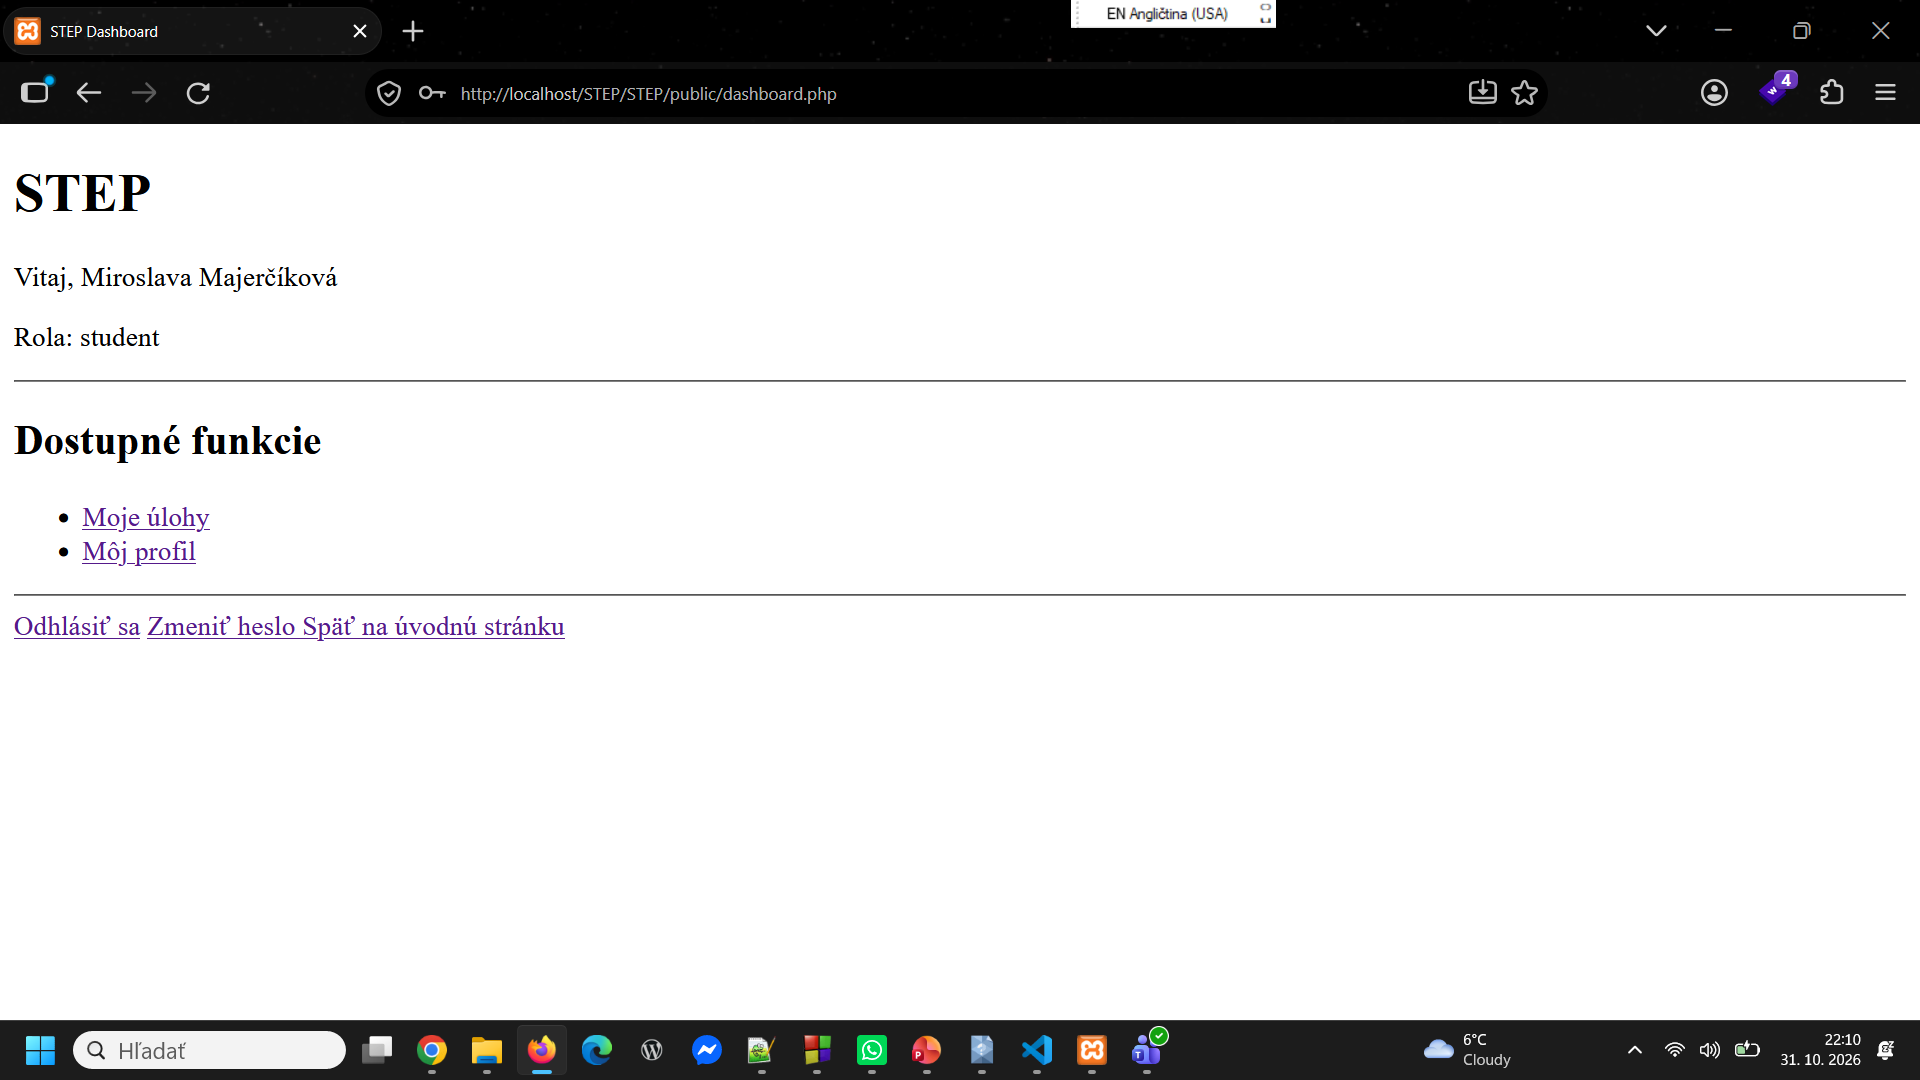 STEP Dashboard
EN Angličtina (USA)
http://localhost/STEP/STEP/public/dashboard.php
4
STEP
Vitaj, Miroslava Majerčíková
Rola: student
Dostupné funkcie
Moje úlohy
Môj profil
Odhlásiť sa Zmeniť heslo Späť na úvodnú stránku
Hľadať
6°C
Cloudy
22:10
31. 10. 2026